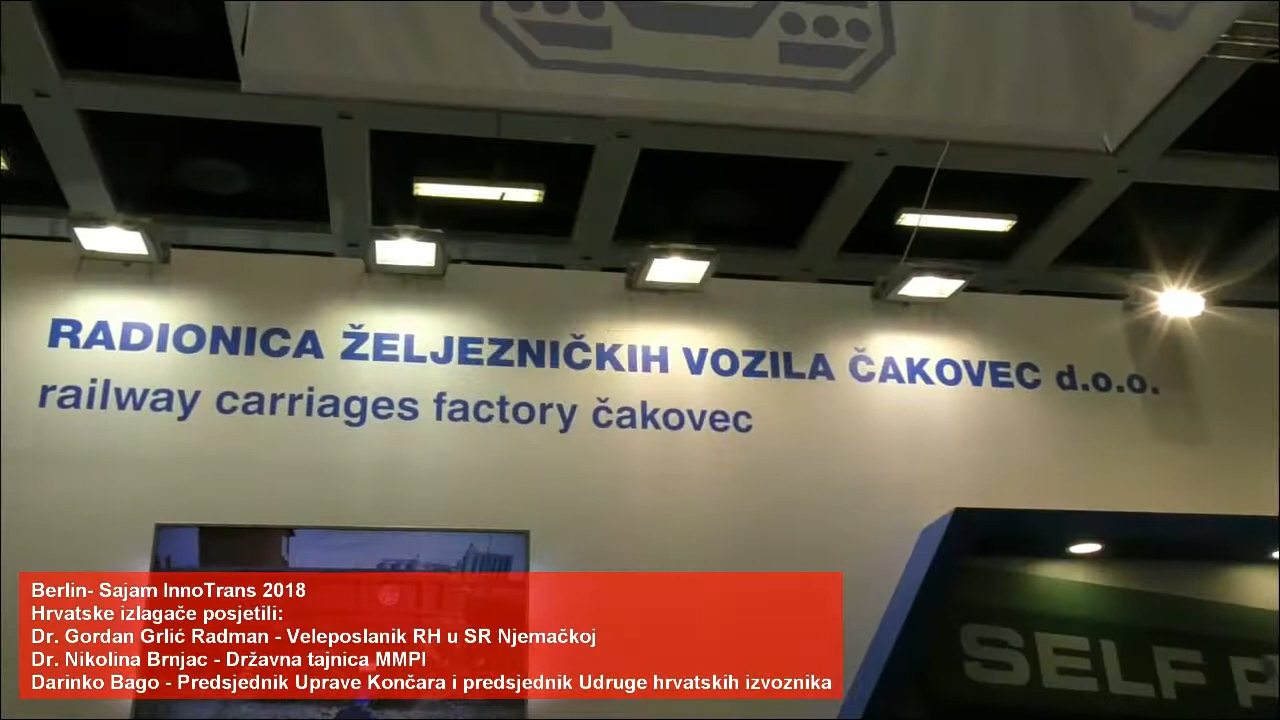 RADIONICA ŽELJEZNIČKIH VOZILA ČAKOVEC d.o.o.
railway carriages factory čakovec
SELF
Berlin- Sajam InnoTrans 2018
Hrvatske izlagače posjetili:
Dr. Gordan Grlić Radman - Veleposlanik RH u SR Njemačkoj
Dr. Nikolina Brnjac - Državna tajnica MMPI
Darinko Bago - Predsjednik Uprave Končara i predsjednik Udruge hrvatskih izvoznika